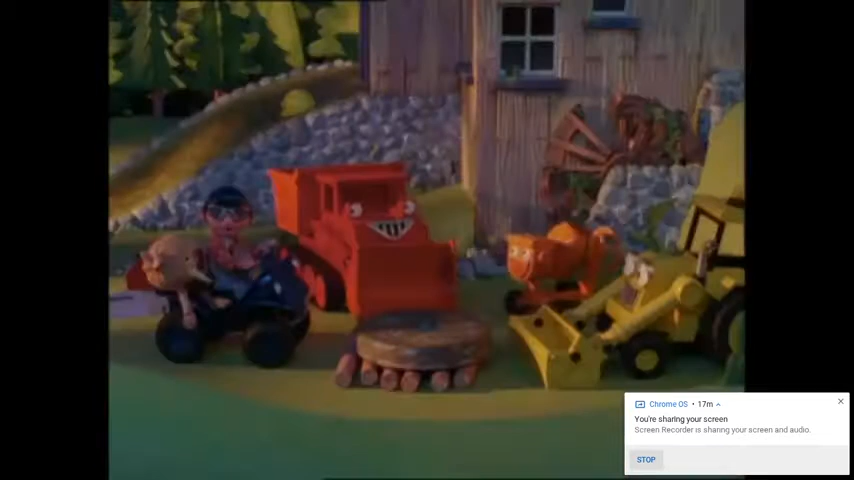 Chrome OS • 17m
You're sharing your screen
Screen Recorder is sharing your screen and audio.
STOP